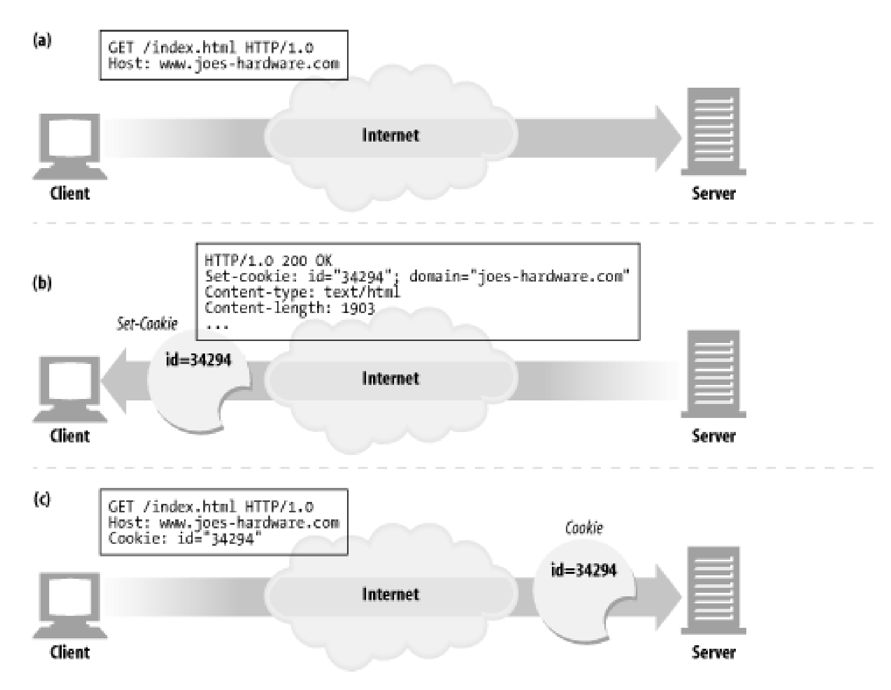 (a)
GET /index.html HTTP/1.0
Host: www.joes-hardware.com
Internet
Client
Server
(b)
HTTP/1.0 200 OK
Set-cookie: id="34294"; domain="joes-hardware.com"
Content-type: text/html
Content-length: 1903
...
Set-Cookie
id=34294
Internet
Client
Server
(c)
GET /index.html HTTP/1.0
Host: www.joes-hardware.com
Cookie: id="34294"
Cookie
id=34294
Internet
Client
Server